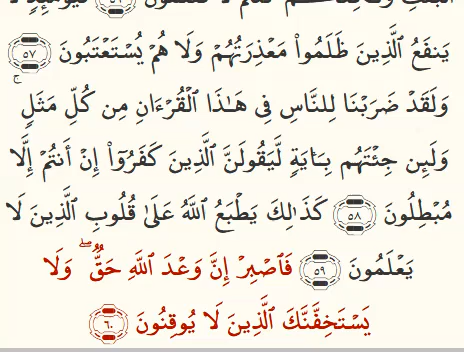 يَنفَعُ ٱلَّذِينَ ظَلَمُواْ مَعۡذِرَتُهُمۡ وَلَا هُمۡ يُسۡتَعۡتَبُونَ ٥٧
وَلَقَدۡ ضَرَبۡنَا لِلنَّاسِ فِي هَٰذَا ٱلۡقُرۡءَانِ مِن كُلِّ مَثَلٖۚ
وَلَئِن جِئۡتَهُم بِـَٔايَةٖ لَّيَقُولَنَّ ٱلَّذِينَ كَفَرُوٓاْ إِنۡ أَنتُمۡ إِلَّا
مُبۡطِلُونَ ٥٨ كَذَٰلِكَ يَطۡبَعُ ٱللَّهُ عَلَىٰ قُلُوبِ ٱلَّذِينَ لَا
يَعۡلَمُونَ ٥٩ فَٱصۡبِرۡ إِنَّ وَعۡدَ ٱللَّهِ حَقّٞۖ وَلَا
يَسۡتَخِفَّنَّكَ ٱلَّذِينَ لَا يُوقِنُونَ ٦٠